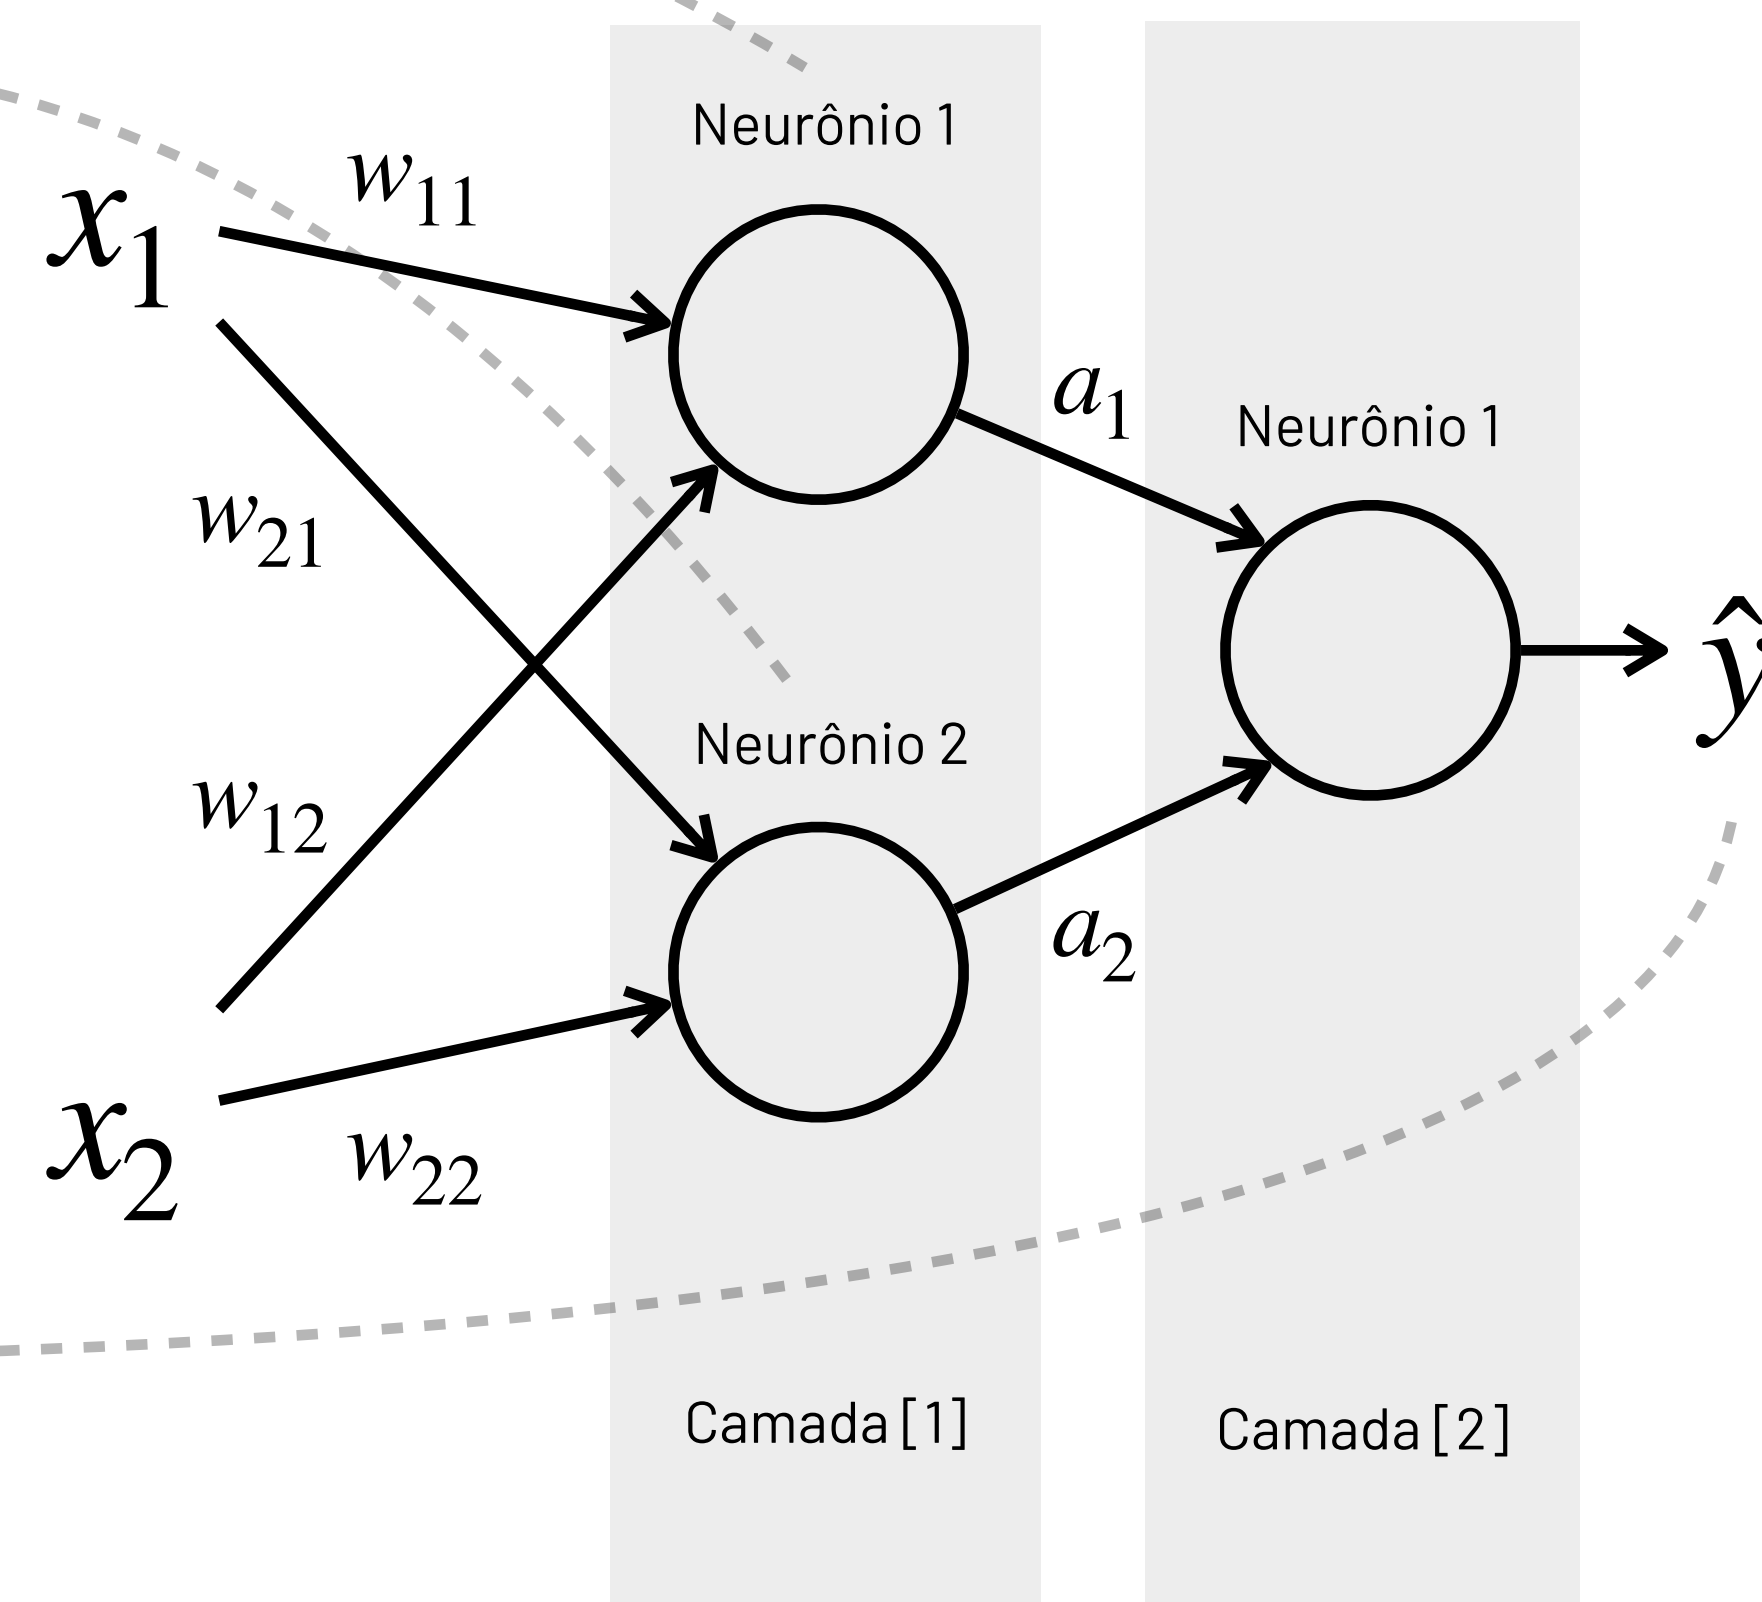 Neurônio 1
w11
x1
a1
Neurônio 1
w21
ŷ
Neurônio 2
w12
a2
x2
w22
Camada [1]
Camada [2]